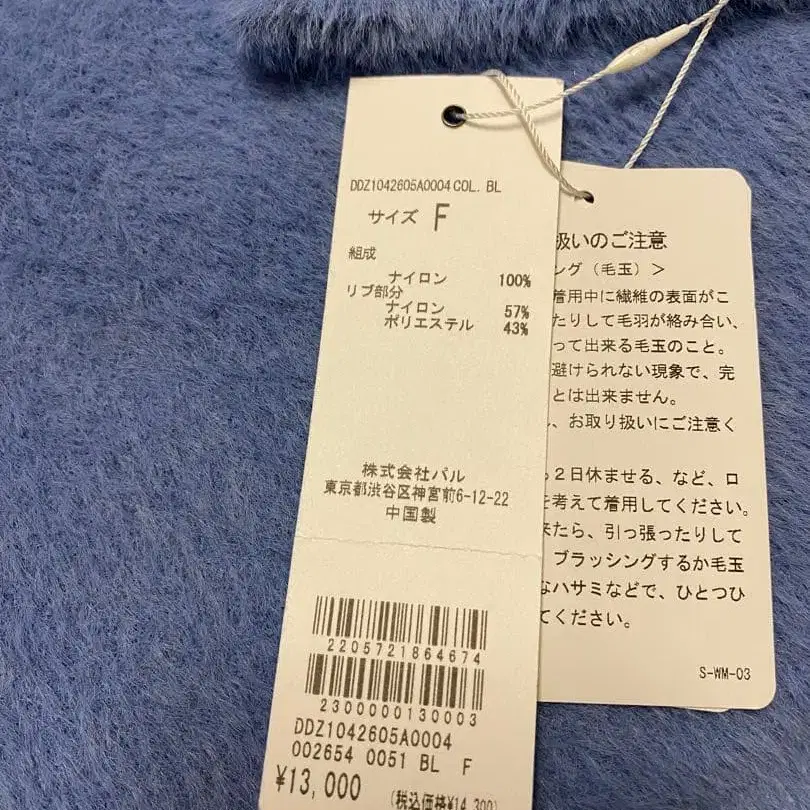 DDZ1042605A0004 COL. BL
サイズ F
組成
ナイロン 100%
リブ部分
ナイロン 57%
ポリエステル 43%
株式会社パル
東京都渋谷区神宮前6-12-22
中国製
2205721864674
2300000130003
DDZ1042605A0004
002654 0051 BL F
¥13,000
(税込価格¥14,300)
扱いのご注意
ング(毛玉)>
着用中に繊維の表面がこ
たりして毛羽が絡み合い、
って出来る毛玉のこと。
避けられない現象で、完
とは出来ません。
、お取り扱いにご注意く
2日休ませる、など、ロ
を考えて着用してください。
来たら、引っ張ったりして
ブラッシングするか毛玉
なハサミなどで、ひとつひ
てください。
S-WM-03